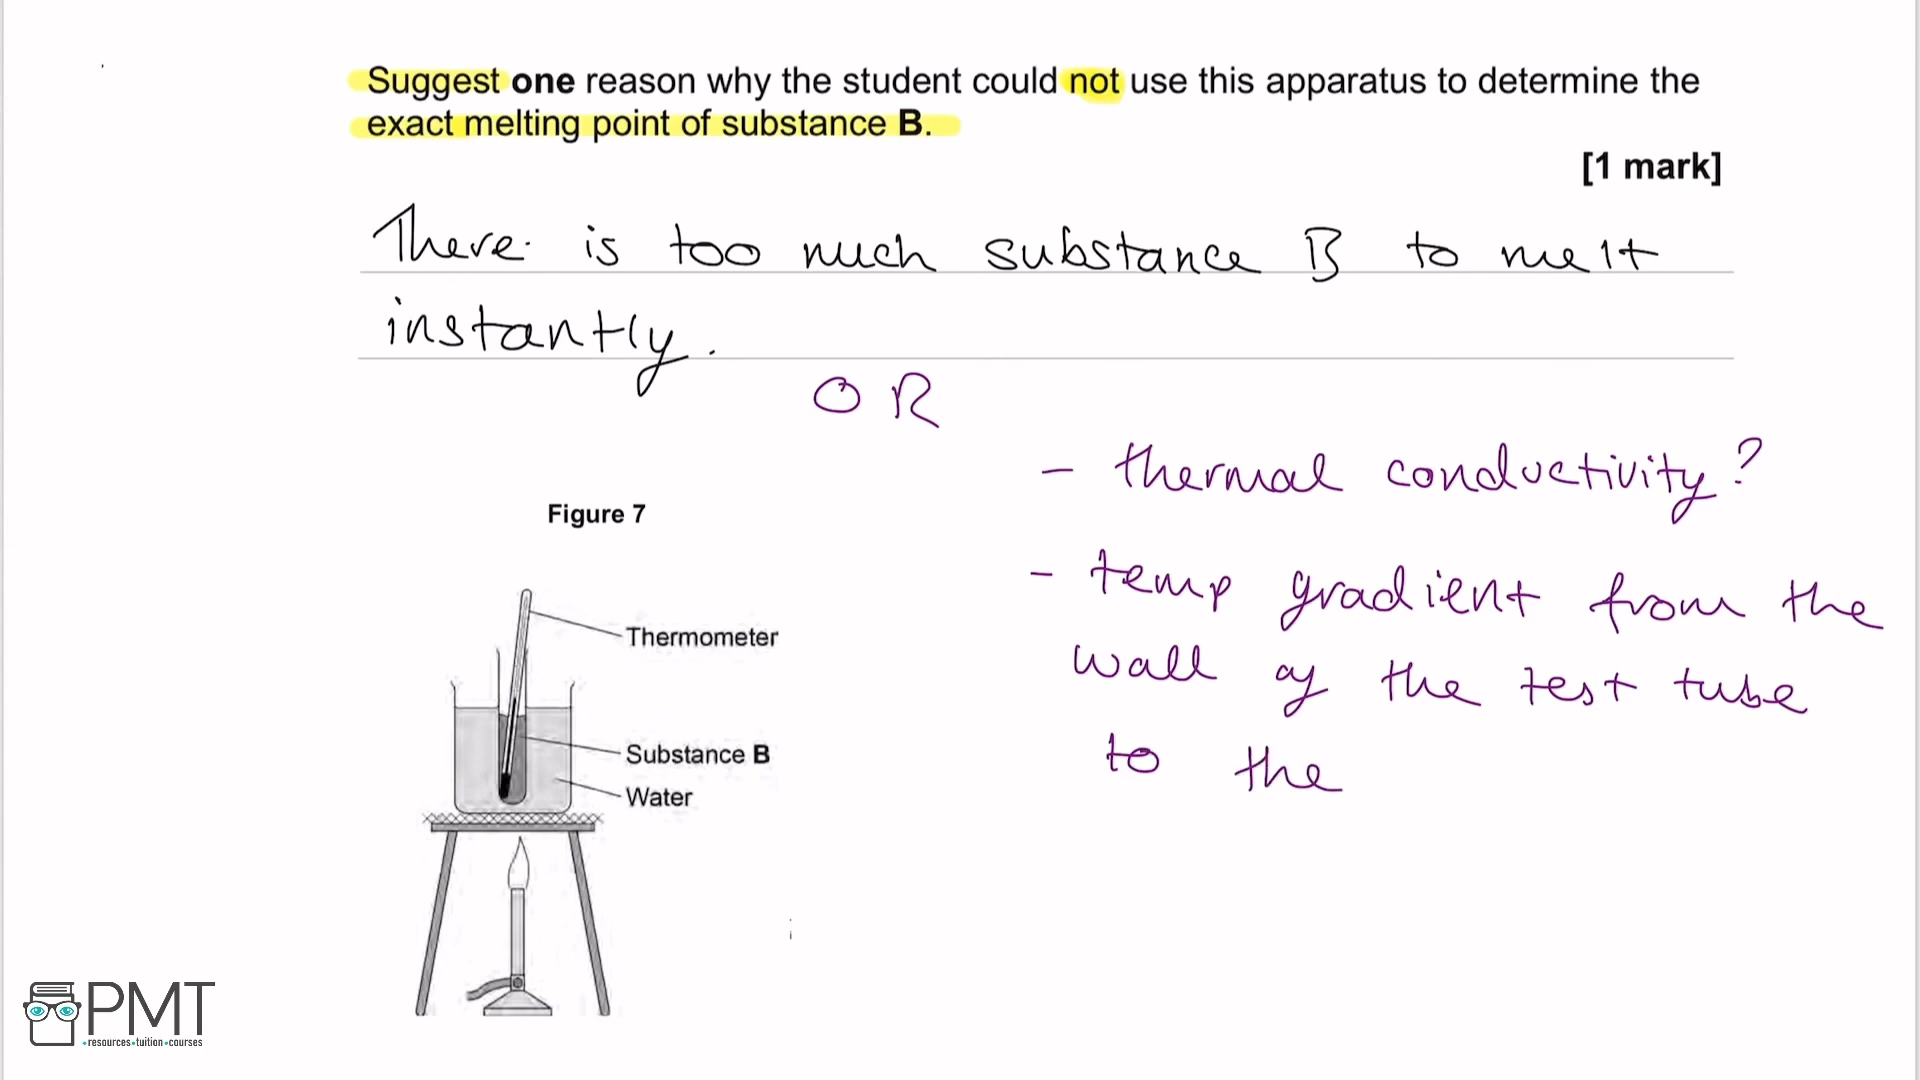 Suggest one reason why the student could not use this apparatus to determine the
exact melting point of substance B.
[1 mark]
There is too much substance B to melt
instantly.
OR
- thermal conductivity?
- temp gradient from the
wall of the test tube
to the
Figure 7
Thermometer
Substance B
Water
PMT
•resources•tuition•courses